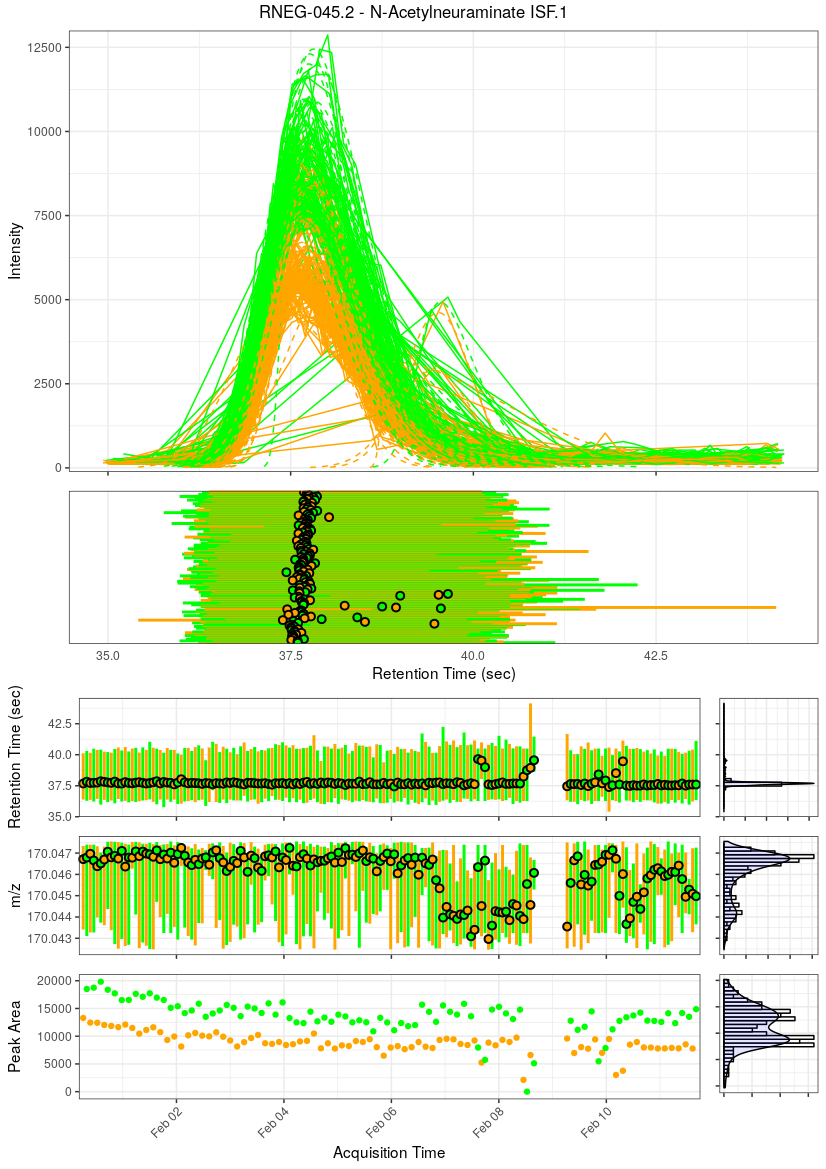 RNEG-045.2 - N-Acetylneuraminate ISF.1
12500
10000
7500
5000
2500
0
Intensity
35.0 37.5 40.0 42.5
Retention Time (sec)
Retention Time (sec)
42.5
40.0
37.5
35.0
m/z
170.047
170.046
170.045
170.044
170.043
Peak Area
20000
15000
10000
5000
0
Feb 02 Feb 04 Feb 06 Feb 08 Feb 10
Acquisition Time